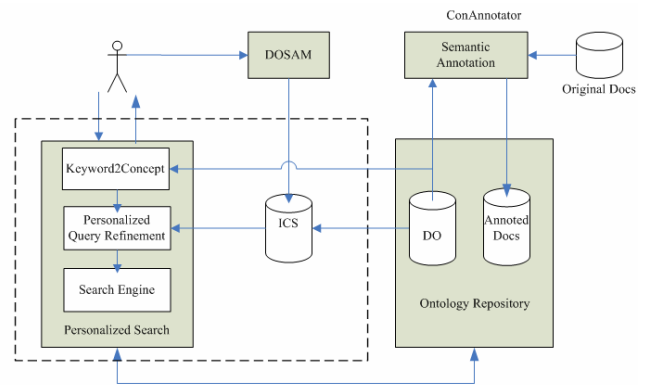 ConAnnotator
DOSAM
Semantic
Annotation
Original Docs
Keyword2Concept
Personalized
Query Refinement
Search Engine
Personalized Search
ICS
DO
Annoted
Docs
Ontology Repository